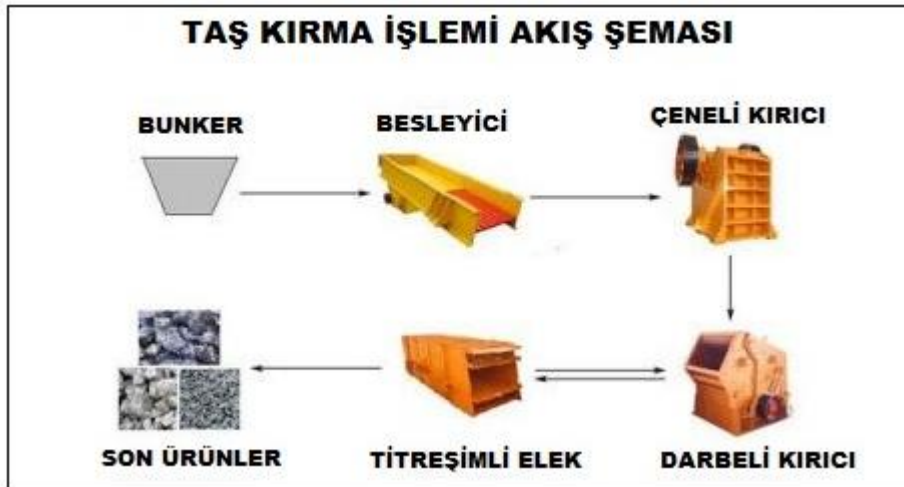 TAŞ KIRMA İŞLEMİ AKIŞ ŞEMASI
BUNKER
BESLEYİCİ
ÇENELİ KIRICI
SON ÜRÜNLER
TİTREŞİMLİ ELEK
DARBELİ KIRICI